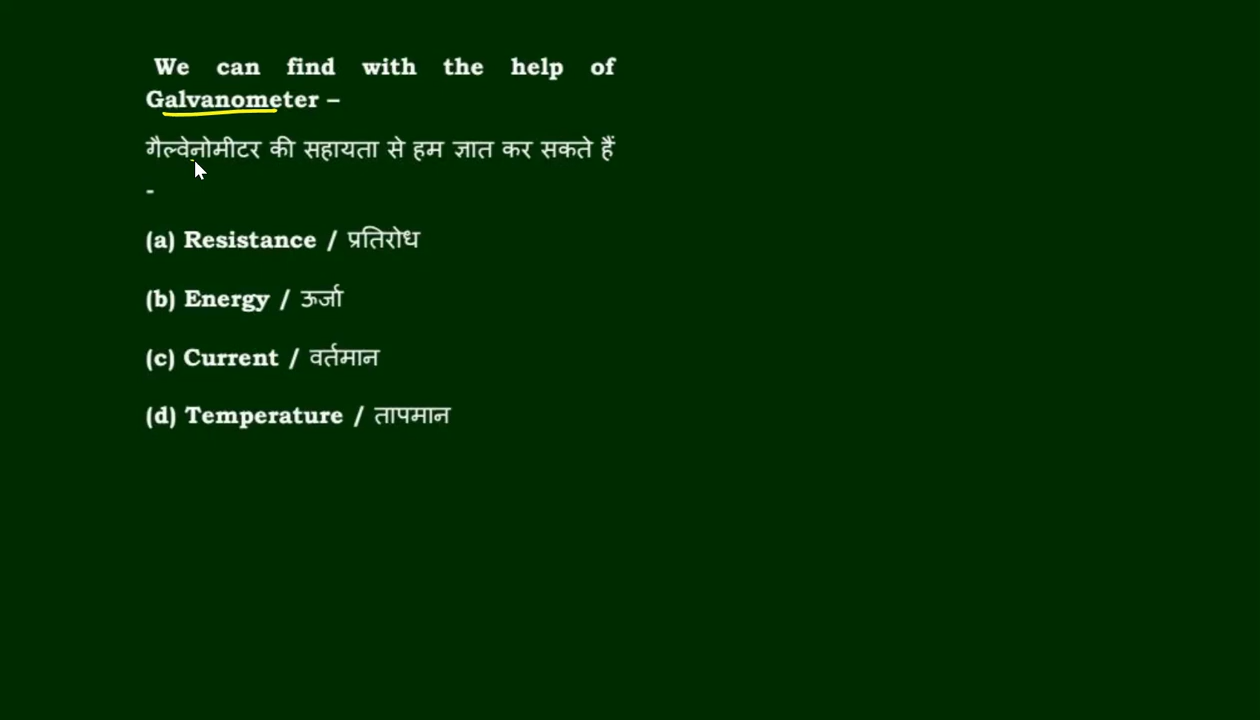 We can find with the help of
Galvanometer –
गैल्वेनोमीटर की सहायता से हम ज्ञात कर सकते हैं
-
(a) Resistance / प्रतिरोध
(b) Energy / ऊर्जा
(c) Current / वर्तमान
(d) Temperature / तापमान